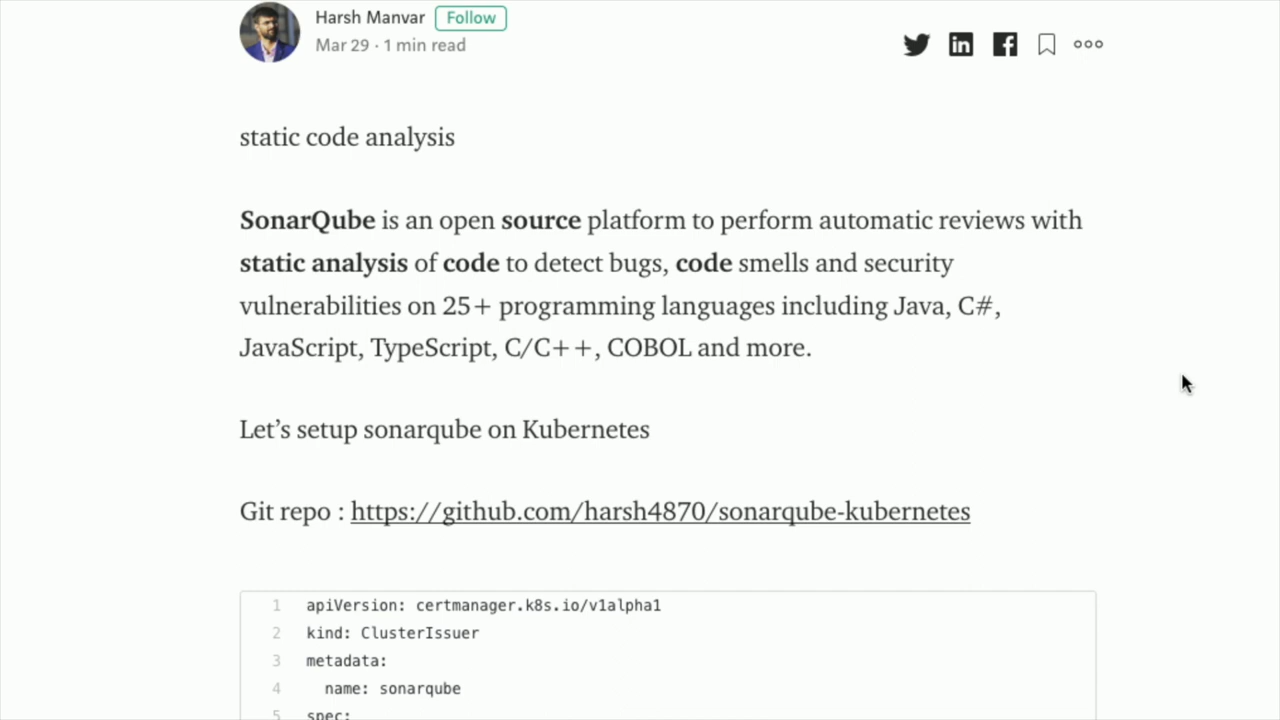 Harsh Manvar Follow
Mar 29 · 1 min read
static code analysis
SonarQube is an open source platform to perform automatic reviews with
static analysis of code to detect bugs, code smells and security
vulnerabilities on 25+ programming languages including Java, C#,
JavaScript, TypeScript, C/C++, COBOL and more.
Let’s setup sonarqube on Kubernetes
Git repo : https://github.com/harsh4870/sonarqube-kubernetes
1 apiVersion: certmanager.k8s.io/v1alpha1
2 kind: ClusterIssuer
3 metadata:
4 name: sonarqube
5 spec: